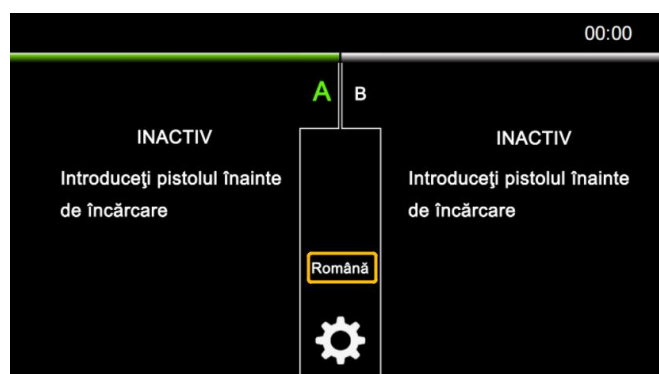 00:00
A B
INACTIV
Introduceţi pistolul înainte
de încărcare
INACTIV
Introduceţi pistolul înainte
de încărcare
Română